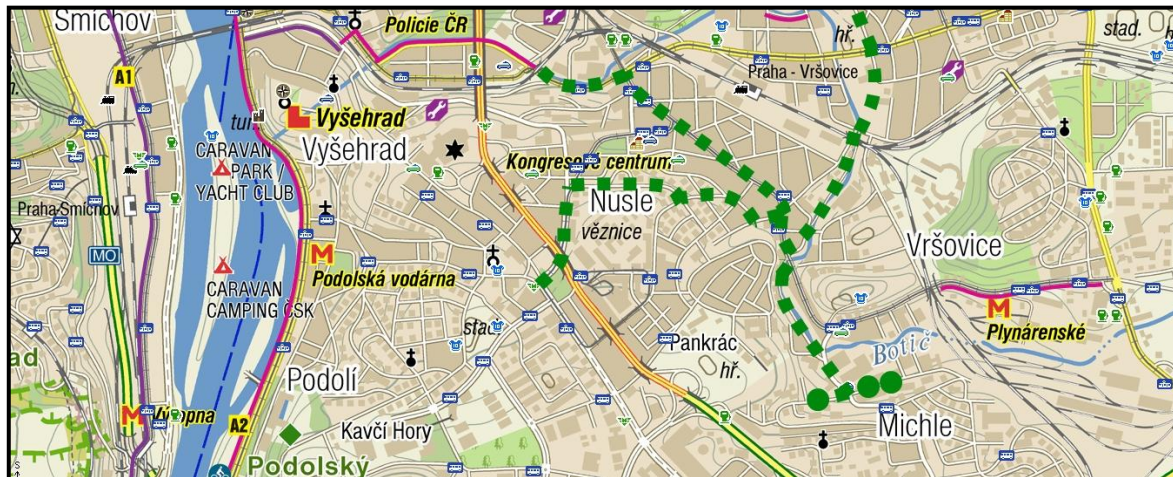 Smíchov
Policie ČR
hř.
stad.
A1
Praha - Vršovice
Vyšehrad
Vyšehrad
CARAVAN
PARK /
YACHT CLUB
Kongresové centrum
Nusle
věznice
Praha-Smíchov
Vršovice
MO
M
Podolská vodárna
CARAVAN
CAMPING ČSK
M
Plynárenské
stad.
Pankrác
hř.
Botič
Podolí
M
A2
Kavčí Hory
Michle
Podolský